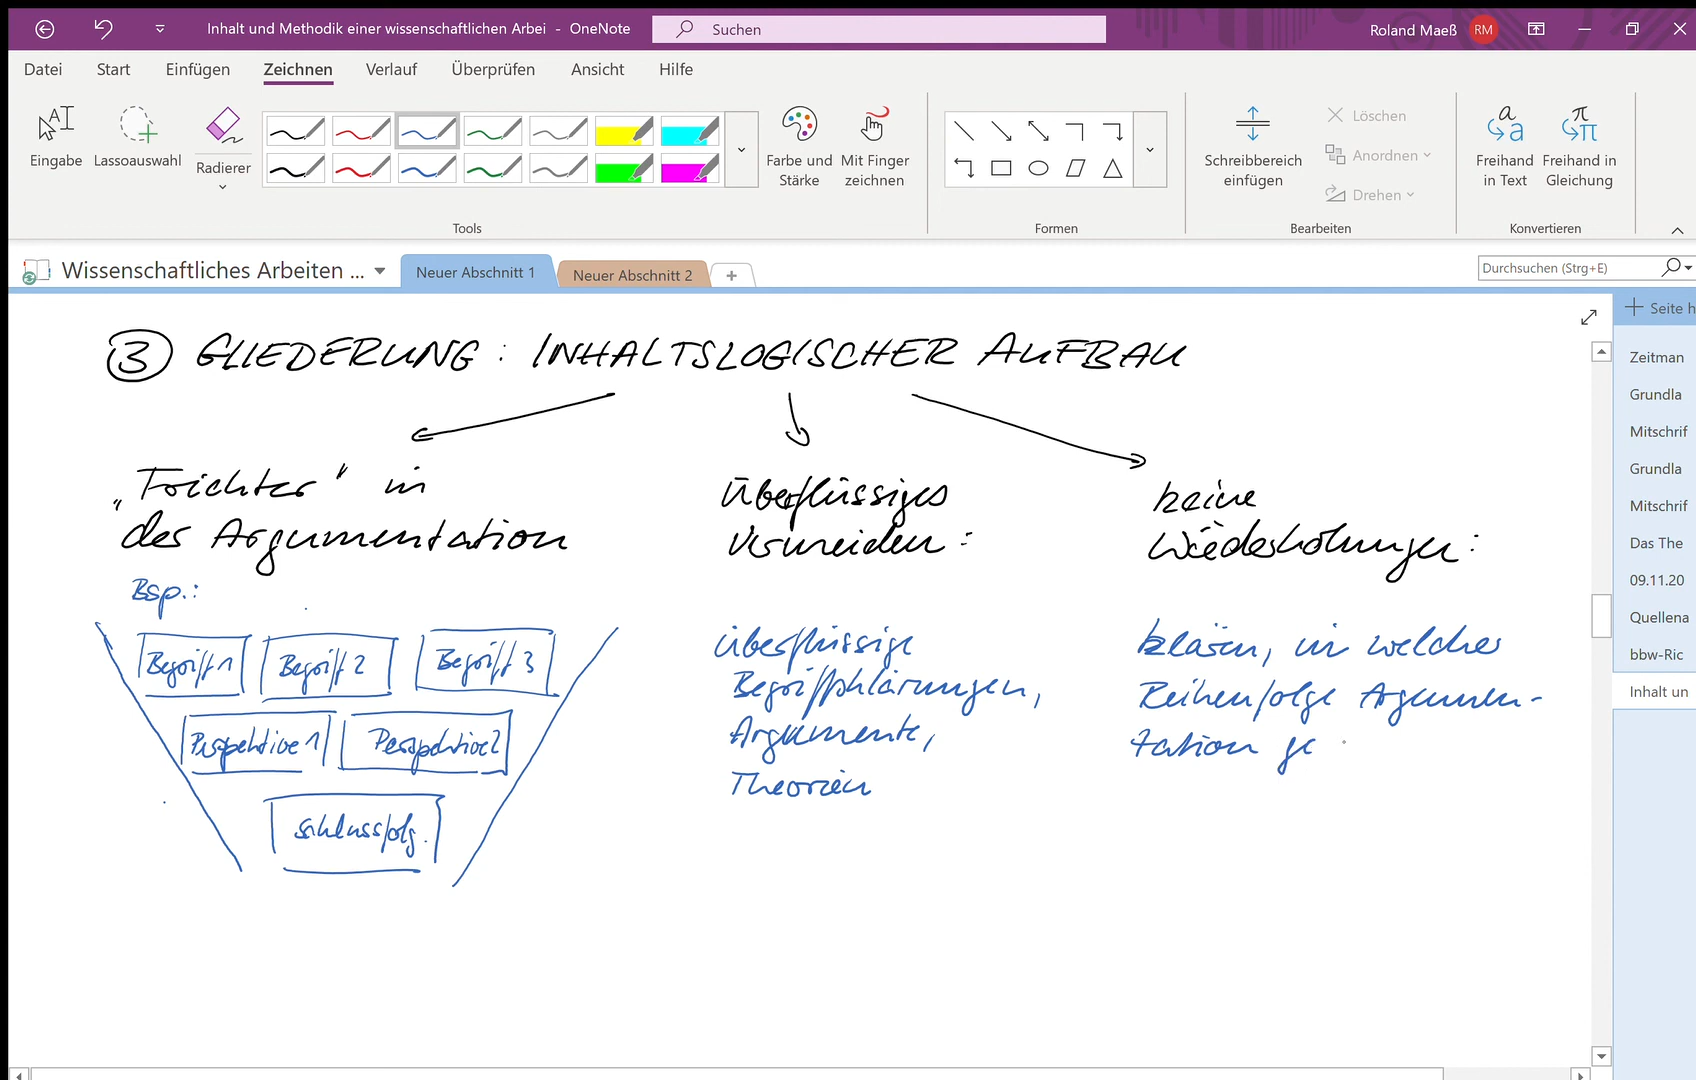 Inhalt und Methodik einer wissenschaftlichen Arbei - OneNote
Suchen
Roland Maeß
RM
Datei Start Einfügen Zeichnen Verlauf Überprüfen Ansicht Hilfe
Eingabe
Lassoauswahl
Radierer
Farbe und Stärke
Mit Finger zeichnen
Schreibbereich einfügen
Löschen
Anordnen
Drehen
Freihand in Text
Freihand in Gleichung
Tools
Formen
Bearbeiten
Konvertieren
Wissenschaftliches Arbeiten ...
Neuer Abschnitt 1
Neuer Abschnitt 2
Durchsuchen (Strg+E)
3 GLIEDERUNG: INHALTSLOGISCHER AUFBAU
„Trichter" in
der Argumentation
Bsp.:
Begriff 1
Begriff 2
Begriff 3
Perspektive 1
Perspektive 2
Schlussfolg.
Überflüssiges
vermeiden:
überflüssige
Begriffsklärungen,
Argumente,
Theorien
keine
Wiederholungen:
klären, in welcher
Reihenfolge Argumen-
tation ge
Seite h
Zeitman
Grundla
Mitschrif
Grundla
Mitschrif
Das The
09.11.20
Quellena
bbw-Ric
Inhalt un